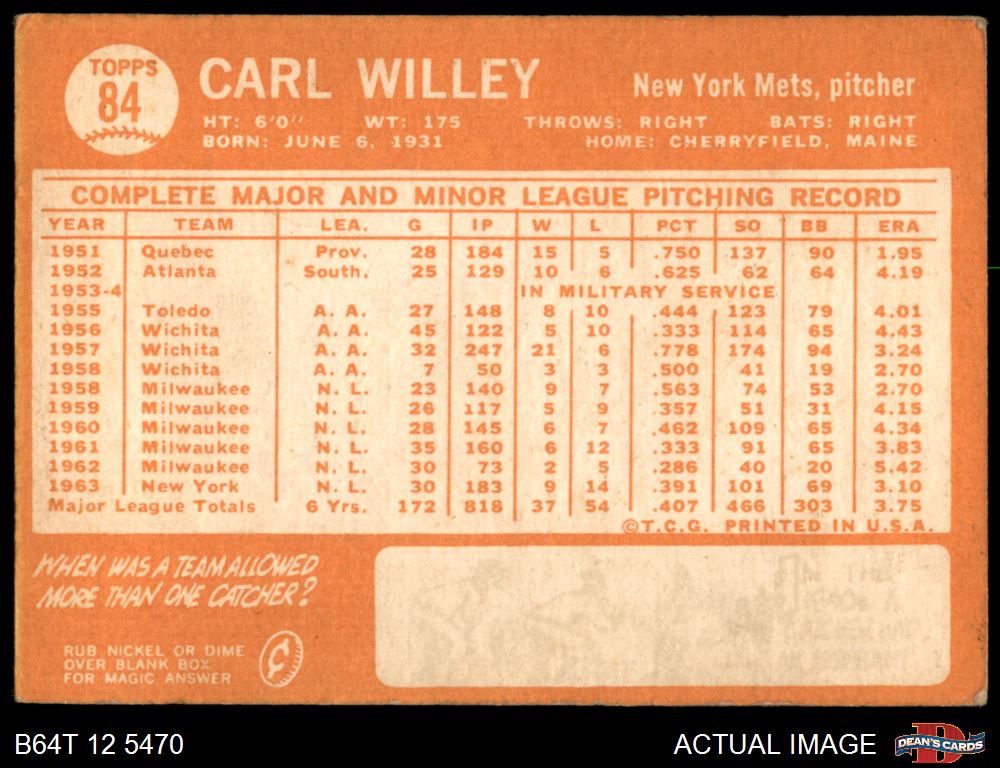 TOPPS
84
CARL WILLEY
New York Mets, pitcher
HT: 6'0" WT: 175 THROWS: RIGHT BATS: RIGHT
BORN: JUNE 6, 1931 HOME: CHERRYFIELD, MAINE
COMPLETE MAJOR AND MINOR LEAGUE PITCHING RECORD
YEAR TEAM LEA. G IP W L PCT SO BB ERA
1951 Quebec Prov. 28 184 15 5 .750 137 90 1.95
1952 Atlanta South. 25 129 10 6 .625 62 64 4.19
1953-4 IN MILITARY SERVICE
1955 Toledo A. A. 27 148 8 10 .444 123 79 4.01
1956 Wichita A. A. 45 122 5 10 .333 114 65 4.43
1957 Wichita A. A. 32 247 21 6 .778 174 94 3.24
1958 Wichita A. A. 7 50 3 3 .500 41 19 2.70
1958 Milwaukee N. L. 23 140 9 7 .563 74 53 2.70
1959 Milwaukee N. L. 26 117 5 9 .357 51 31 4.15
1960 Milwaukee N. L. 28 145 6 7 .462 109 65 4.34
1961 Milwaukee N. L. 35 160 6 12 .333 91 65 3.83
1962 Milwaukee N. L. 30 73 2 5 .286 40 20 5.42
1963 New York N. L. 30 183 9 14 .391 101 69 3.10
Major League Totals 6 Yrs. 172 818 37 54 .407 466 303 3.75
©T.C.G. PRINTED IN U.S.A.
WHEN WAS A TEAM ALLOWED
MORE THAN ONE CATCHER?
RUB NICKEL OR DIME
OVER BLANK BOX
FOR MAGIC ANSWER
¢
B64T 12 5470
ACTUAL IMAGE
D
DEAN'S CARDS